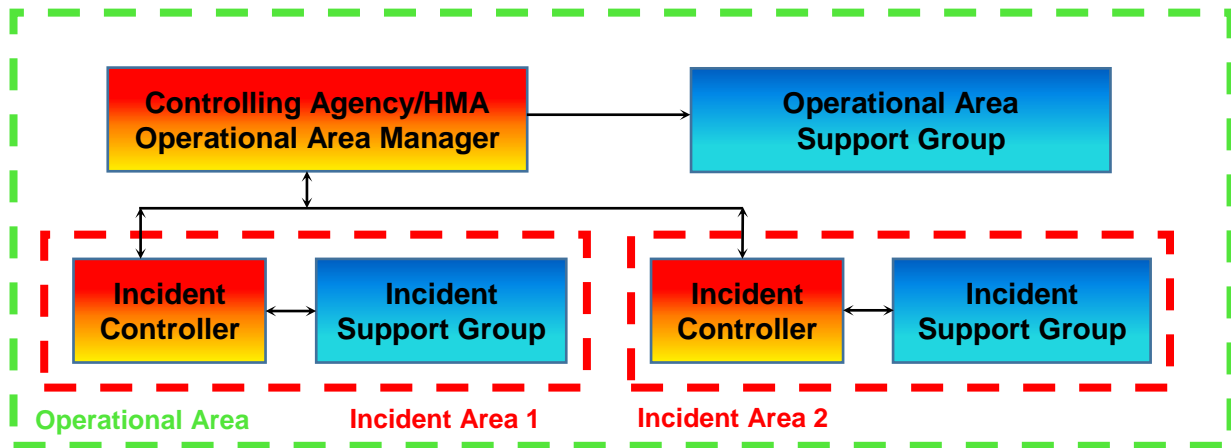 Controlling Agency/HMA
Operational Area Manager
Operational Area
Support Group
Incident
Controller
Incident
Support Group
Incident
Controller
Incident
Support Group
Operational Area
Incident Area 1
Incident Area 2